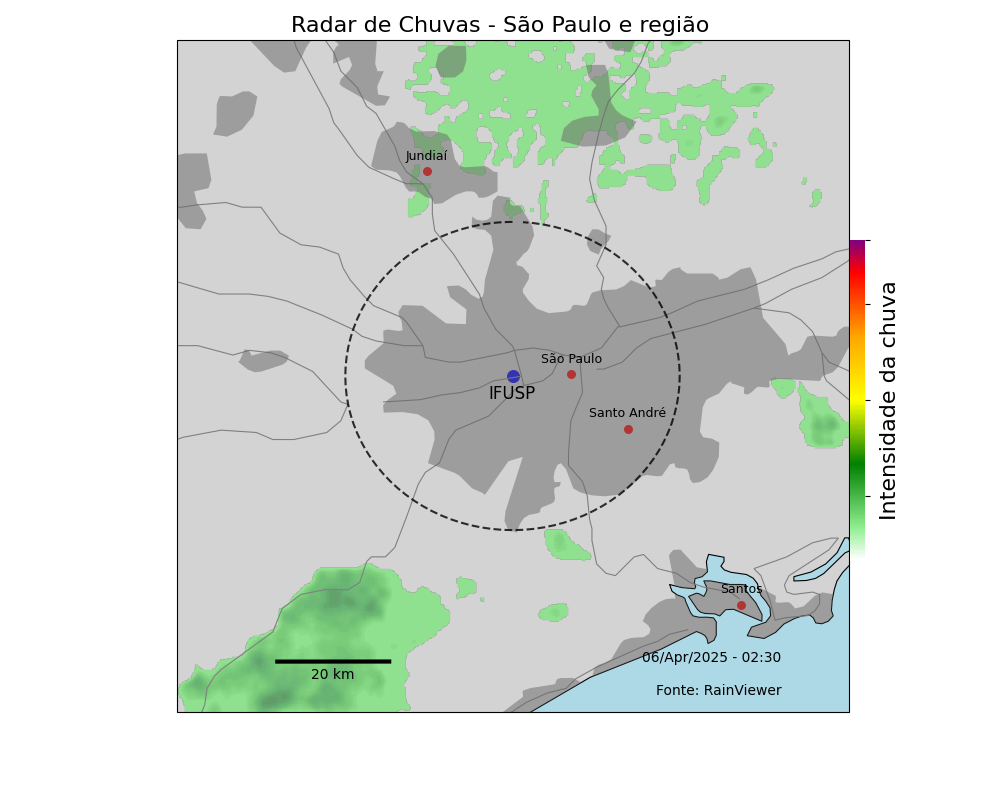 Radar de Chuvas - São Paulo e região
Jundiaí
São Paulo
IFUSP
Santo André
Intensidade da chuva
Santos
06/Apr/2025 - 02:30
20 km
Fonte: RainViewer